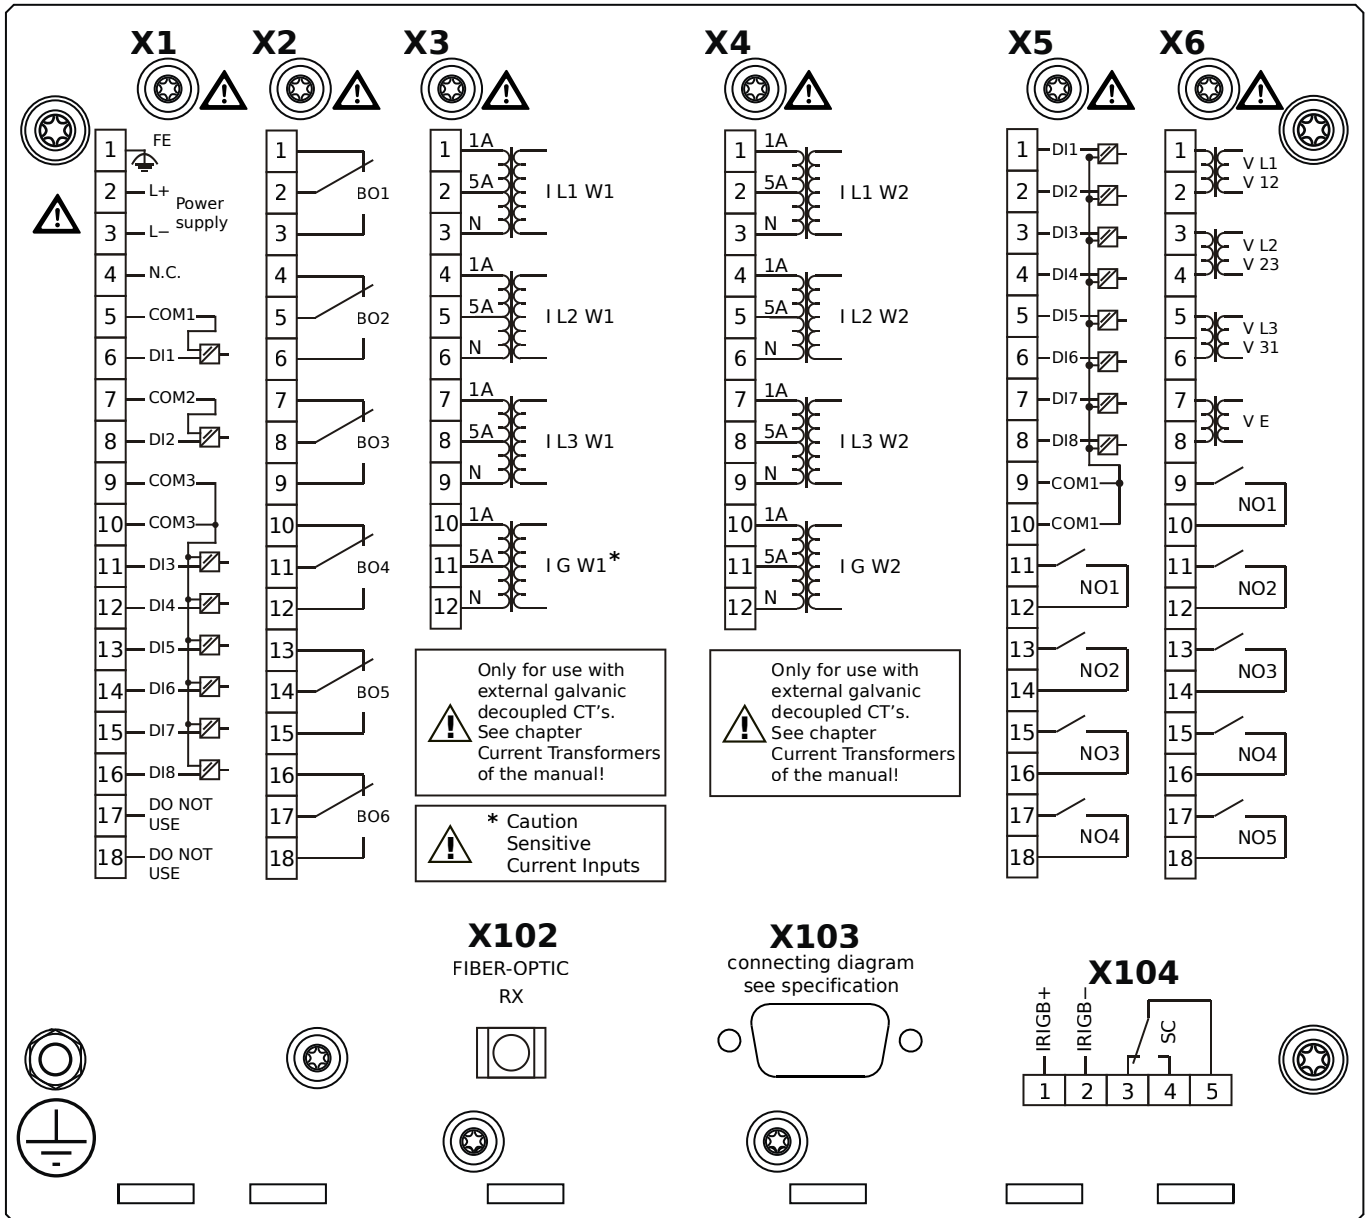 X1
X2
X3
X4
X5
X6
1
FE
2
L+
Power
supply
3
L−
4
N.C.
5
COM1
6
DI1
7
COM2
8
DI2
9
COM3
10
COM3
11
DI3
12
DI4
13
DI5
14
DI6
15
DI7
16
DI8
17
DO NOT
USE
18
DO NOT
USE
1
2
BO1
3
4
5
BO2
6
7
8
BO3
9
10
11
BO4
12
13
14
BO5
15
16
17
BO6
18
1
1A
2
5A
I L1 W1
3
N
4
1A
5
5A
I L2 W1
6
N
7
1A
8
5A
I L3 W1
9
N
10
1A
11
5A
I G W1*
12
N
Only for use with
external galvanic
decoupled CT's.
See chapter
Current Transformers
of the manual!
* Caution
Sensitive
Current Inputs
1
1A
2
5A
I L1 W2
3
N
4
1A
5
5A
I L2 W2
6
N
7
1A
8
5A
I L3 W2
9
N
10
1A
11
5A
I G W2
12
N
Only for use with
external galvanic
decoupled CT's.
See chapter
Current Transformers
of the manual!
1
DI1
2
DI2
3
DI3
4
DI4
5
DI5
6
DI6
7
DI7
8
DI8
9
COM1
10
COM1
11
NO1
12
13
NO2
14
15
NO3
16
17
NO4
18
1
V L1
V 12
2
3
V L2
V 23
4
5
V L3
V 31
6
7
V E
8
9
NO1
10
11
NO2
12
13
NO3
14
15
NO4
16
17
NO5
18
X102
FIBER-OPTIC
RX
X103
connecting diagram
see specification
X104
IRIGB+
IRIGB−
SC
1
2
3
4
5